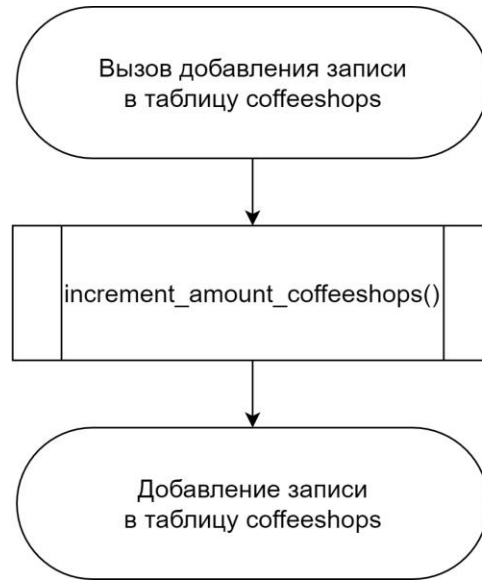 Вызов добавления записи
в таблицу coffeeshops
increment_amount_coffeeshops()
Добавление записи
в таблицу coffeeshops